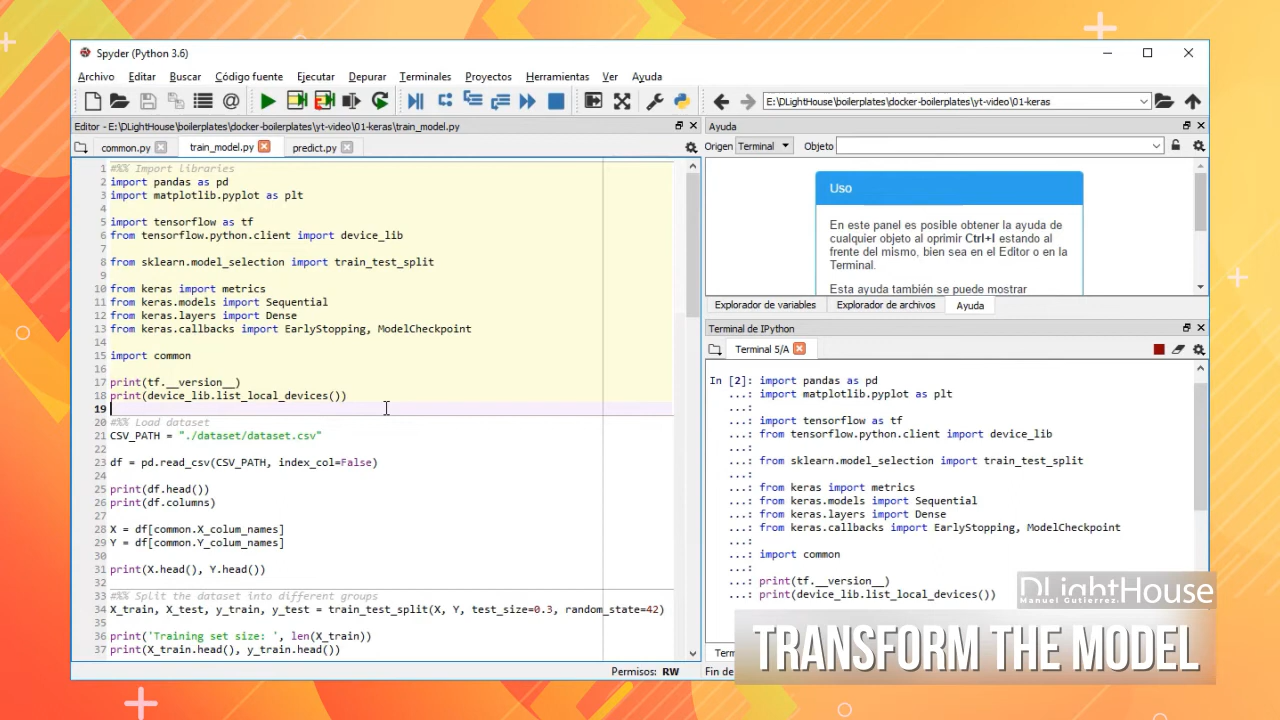 Spyder (Python 3.6)
Archivo Editar Buscar Código fuente Ejecutar Depurar Terminales Proyectos Herramientas Ver Ayuda
E:\DLightHouse\boilerplates\docker-boilerplates\yt-video\01-keras
Editor - E:\DLightHouse\boilerplates\docker-boilerplates\yt-video\01-keras\train_model.py
common.py train_model.py predict.py
1 #%% Import libraries
2 import pandas as pd
3 import matplotlib.pyplot as plt
4
5 import tensorflow as tf
6 from tensorflow.python.client import device_lib
7
8 from sklearn.model_selection import train_test_split
9
10 from keras import metrics
11 from keras.models import Sequential
12 from keras.layers import Dense
13 from keras.callbacks import EarlyStopping, ModelCheckpoint
14
15 import common
16
17 print(tf.__version__)
18 print(device_lib.list_local_devices())
19
20 #%% Load dataset
21 CSV_PATH = "./dataset/dataset.csv"
22
23 df = pd.read_csv(CSV_PATH, index_col=False)
24
25 print(df.head())
26 print(df.columns)
27
28 X = df[common.X_colum_names]
29 Y = df[common.Y_colum_names]
30
31 print(X.head(), Y.head())
32
33 #%% Split the dataset into different groups
34 X_train, X_test, y_train, y_test = train_test_split(X, Y, test_size=0.3, random_state=42)
35
36 print('Training set size: ', len(X_train))
37 print(X_train.head(), y_train.head())
Permisos: RW
Ayuda
Origen Terminal Objeto
Uso
En este panel es posible obtener la ayuda de
cualquier objeto al oprimir Ctrl+I estando al
frente del mismo, bien sea en el Editor o en la
Terminal.
Esta ayuda también se puede mostrar
Explorador de variables Explorador de archivos Ayuda
Terminal de IPython
Terminal 5/A
In [2]: import pandas as pd
...: import matplotlib.pyplot as plt
...:
...: import tensorflow as tf
...: from tensorflow.python.client import device_lib
...:
...: from sklearn.model_selection import train_test_split
...:
...: from keras import metrics
...: from keras.models import Sequential
...: from keras.layers import Dense
...: from keras.callbacks import EarlyStopping, ModelCheckpoint
...:
...: import common
...:
...: print(tf.__version__)
...: print(device_lib.list_local_devices())
Fin de
DLightHouse
Manuel Gutierrez
TRANSFORM THE MODEL